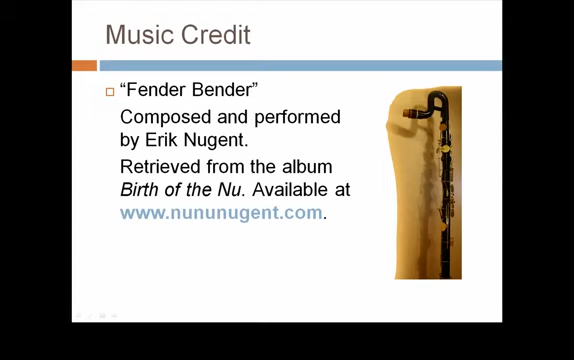 Music Credit
“Fender Bender”
Composed and performed
by Erik Nugent.
Retrieved from the album
Birth of the Nu. Available at
www.nununugent.com.